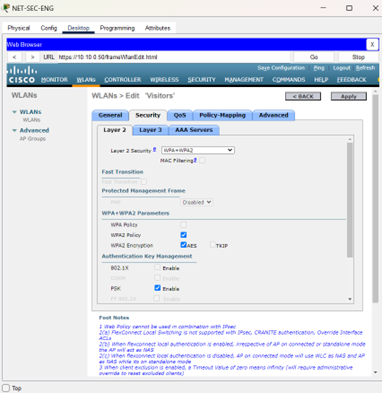 NET-SEC-ENG
Physical Config Desktop Programming Attributes
Web Browser X
< > URL https://10.10.0.50/frameWlanEdit.html Go Stop
Save Configuration Ping Logout Refresh
CISCO MONITOR WLANs CONTROLLER WIRELESS SECURITY MANAGEMENT COMMANDS HELP FEEDBACK
WLANs
WLANs > Edit 'Visitors' < BACK Apply
WLANs
WLANs
Advanced
AP Groups
General Security QoS Policy-Mapping Advanced
Layer 2 Layer 3 AAA Servers
Layer 2 Security WPA+WPA2
MAC Filtering
Fast Transition
Fast Transition
Protected Management Frame
PMF Disabled
WPA+WPA2 Parameters
WPA Policy
WPA2 Policy
WPA2 Encryption AES TKIP
Authentication Key Management
802.1X Enable
CCKM Enable
PSK Enable
FT 802.1X Enable
Foot Notes
1 Web Policy cannot be used in combination with IPsec
2(a) FlexConnect Local Switching is not supported with IPsec, CRANITE authentication, Override Interface
ACLs
2(b) When flexconnect local authentication is enabled, irrespective of AP on connected or standalone mode
the AP will act as NAS
2(c) When flexconnect local authentication is disabled, AP on connected mode will use WLC as NAS and AP
as NAS while its on standalone mode
3 When client exclusion is enabled, a Timeout Value of zero means infinity (will require administrative
override to reset excluded clients)
Top